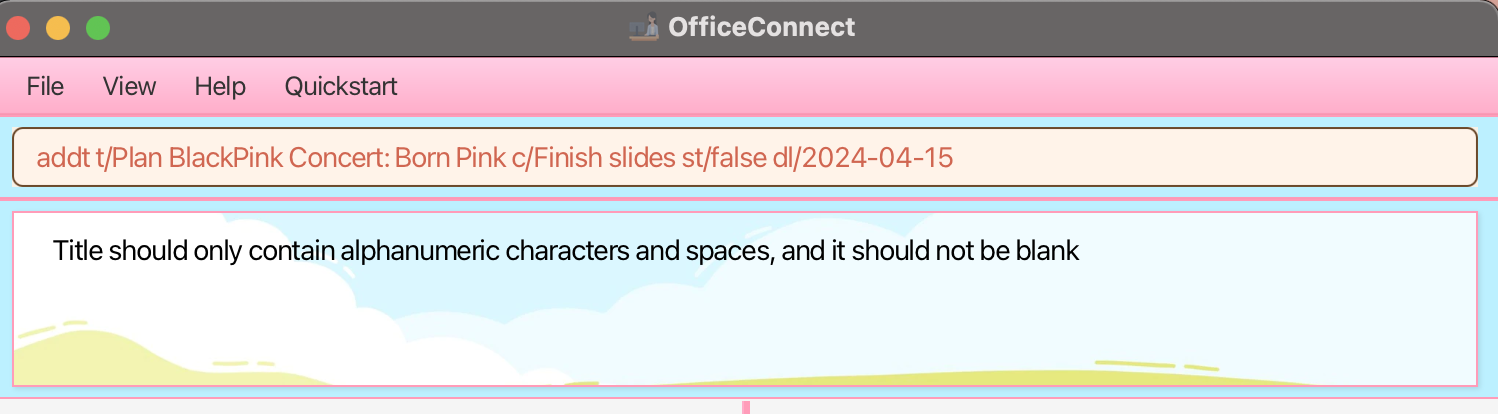 OfficeConnect
File View Help Quickstart
addt t/Plan BlackPink Concert: Born Pink c/Finish slides st/false dl/2024-04-15
Title should only contain alphanumeric characters and spaces, and it should not be blank